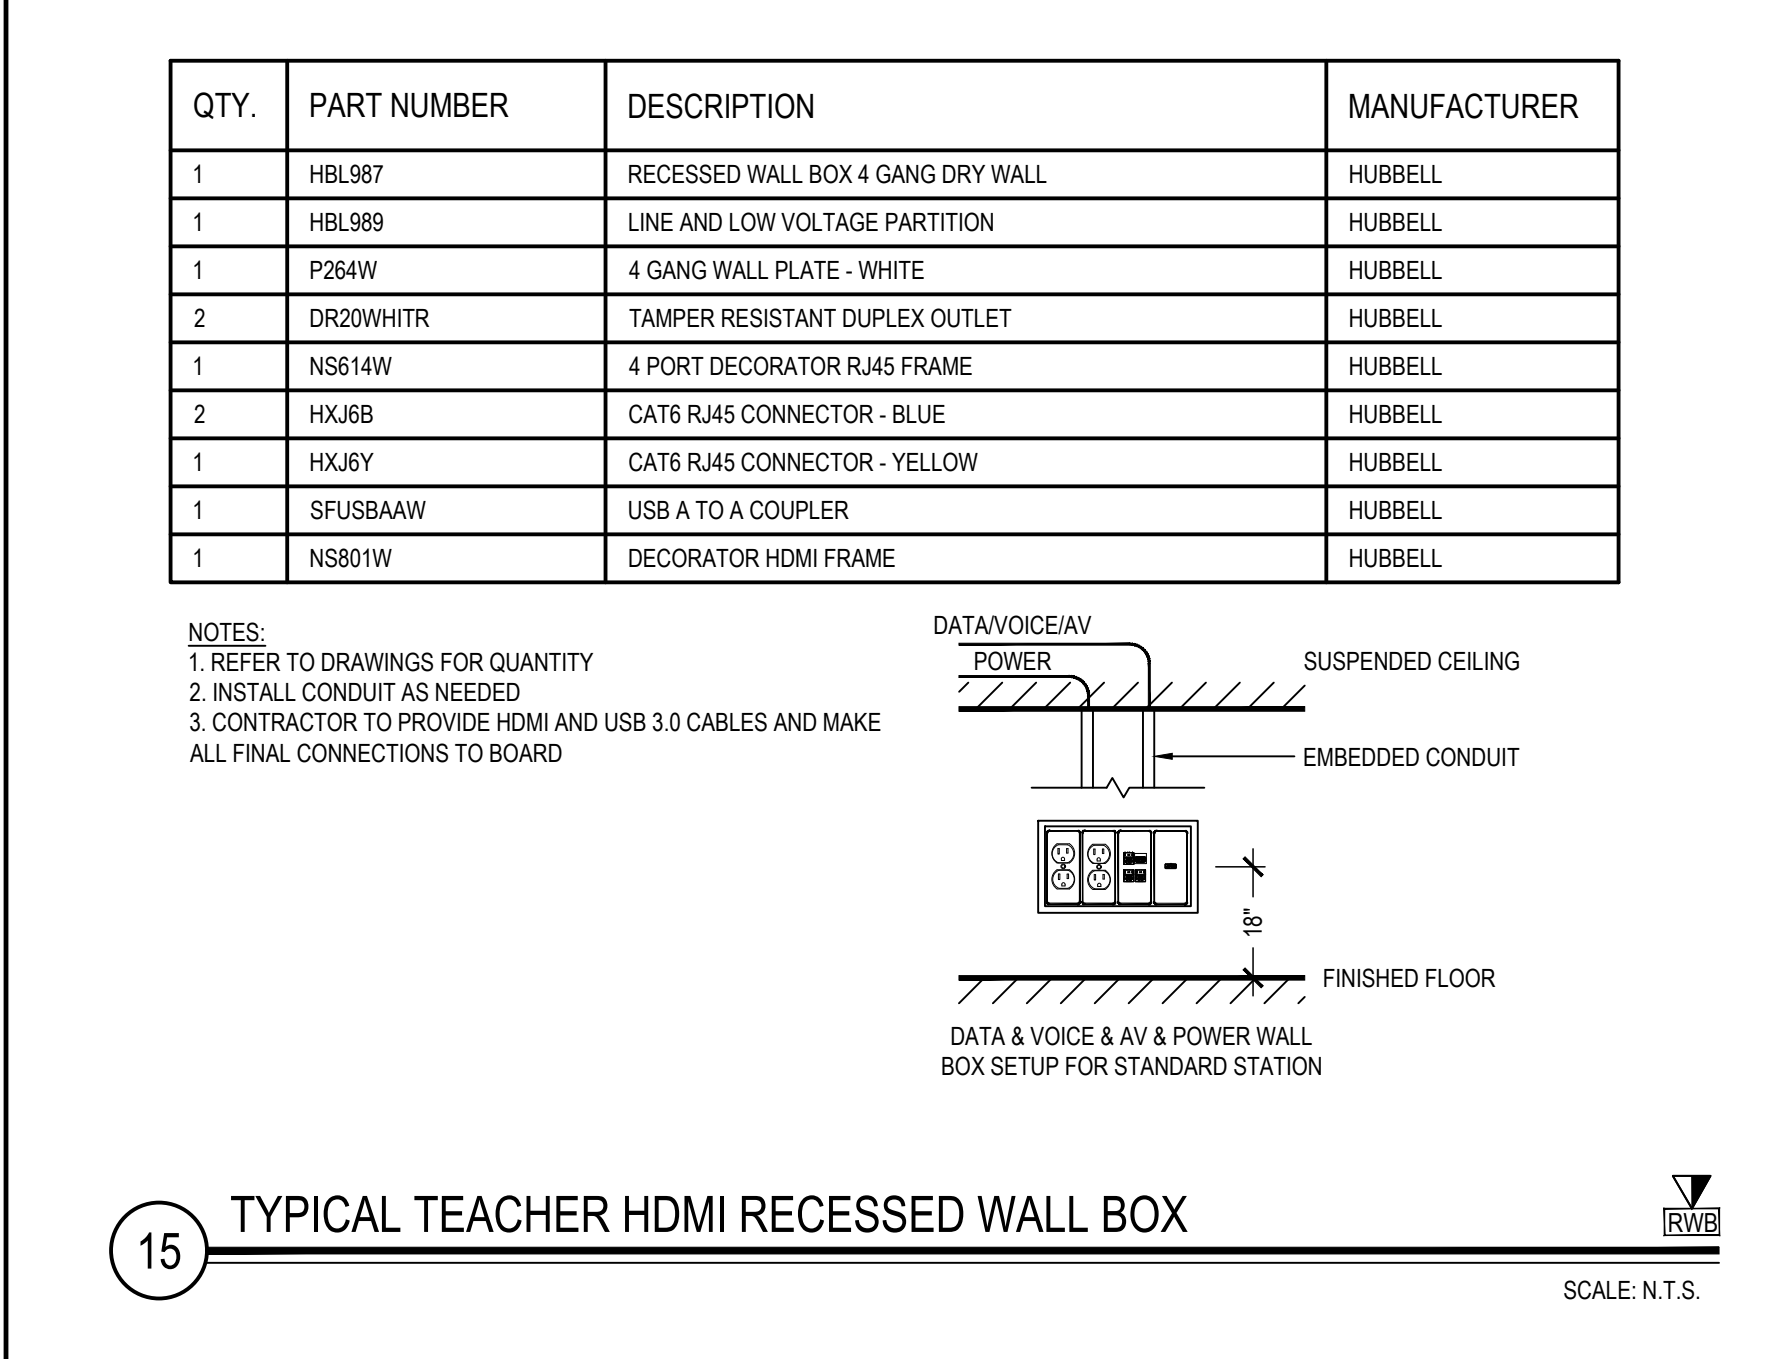 QTY. PART NUMBER DESCRIPTION MANUFACTURER
1 HBL987 RECESSED WALL BOX 4 GANG DRY WALL HUBBELL
1 HBL989 LINE AND LOW VOLTAGE PARTITION HUBBELL
1 P264W 4 GANG WALL PLATE - WHITE HUBBELL
2 DR20WHITR TAMPER RESISTANT DUPLEX OUTLET HUBBELL
1 NS614W 4 PORT DECORATOR RJ45 FRAME HUBBELL
2 HXJ6B CAT6 RJ45 CONNECTOR - BLUE HUBBELL
1 HXJ6Y CAT6 RJ45 CONNECTOR - YELLOW HUBBELL
1 SFUSBAAW USB A TO A COUPLER HUBBELL
1 NS801W DECORATOR HDMI FRAME HUBBELL
NOTES:
1. REFER TO DRAWINGS FOR QUANTITY
2. INSTALL CONDUIT AS NEEDED
3. CONTRACTOR TO PROVIDE HDMI AND USB 3.0 CABLES AND MAKE
ALL FINAL CONNECTIONS TO BOARD
DATA/VOICE/AV
POWER
SUSPENDED CEILING
EMBEDDED CONDUIT
18"
FINISHED FLOOR
DATA & VOICE & AV & POWER WALL
BOX SETUP FOR STANDARD STATION
15
TYPICAL TEACHER HDMI RECESSED WALL BOX
RWB
SCALE: N.T.S.